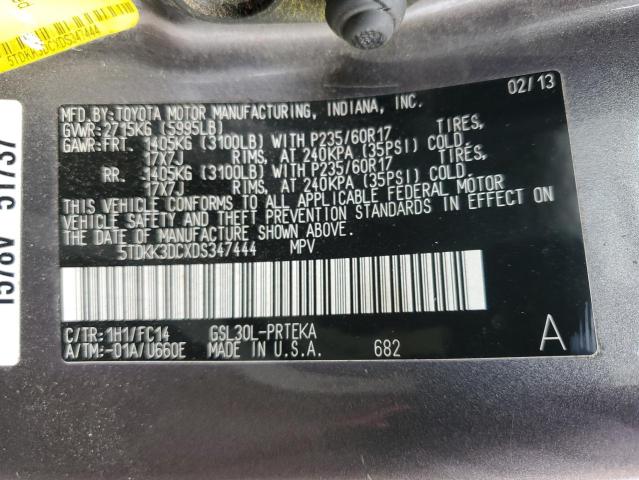 5TDKK3DCXDS347444
02/13
MFD.BY:TOYOTA MOTOR MANUFACTURING, INDIANA, INC.
GVWR:2715KG (5995LB)
GAWR:FRT. 1405KG (3100LB) WITH P235/60R17 TIRES,
17X7J RIMS, AT 240KPA (35PSI) COLD.
RR. 1405KG (3100LB) WITH P235/60R17 TIRES,
17X7J RIMS, AT 240KPA (35PSI) COLD.
THIS VEHICLE CONFORMS TO ALL APPLICABLE FEDERAL MOTOR
VEHICLE SAFETY AND THEFT PREVENTION STANDARDS IN EFFECT ON
THE DATE OF MANUFACTURE SHOWN ABOVE.
5TDKK3DCXDS347444 MPV
C/TR:1H1/FC14 GSL30L-PRTEKA
A/TM:-01A/U660E MADE IN U.S.A. 682 A